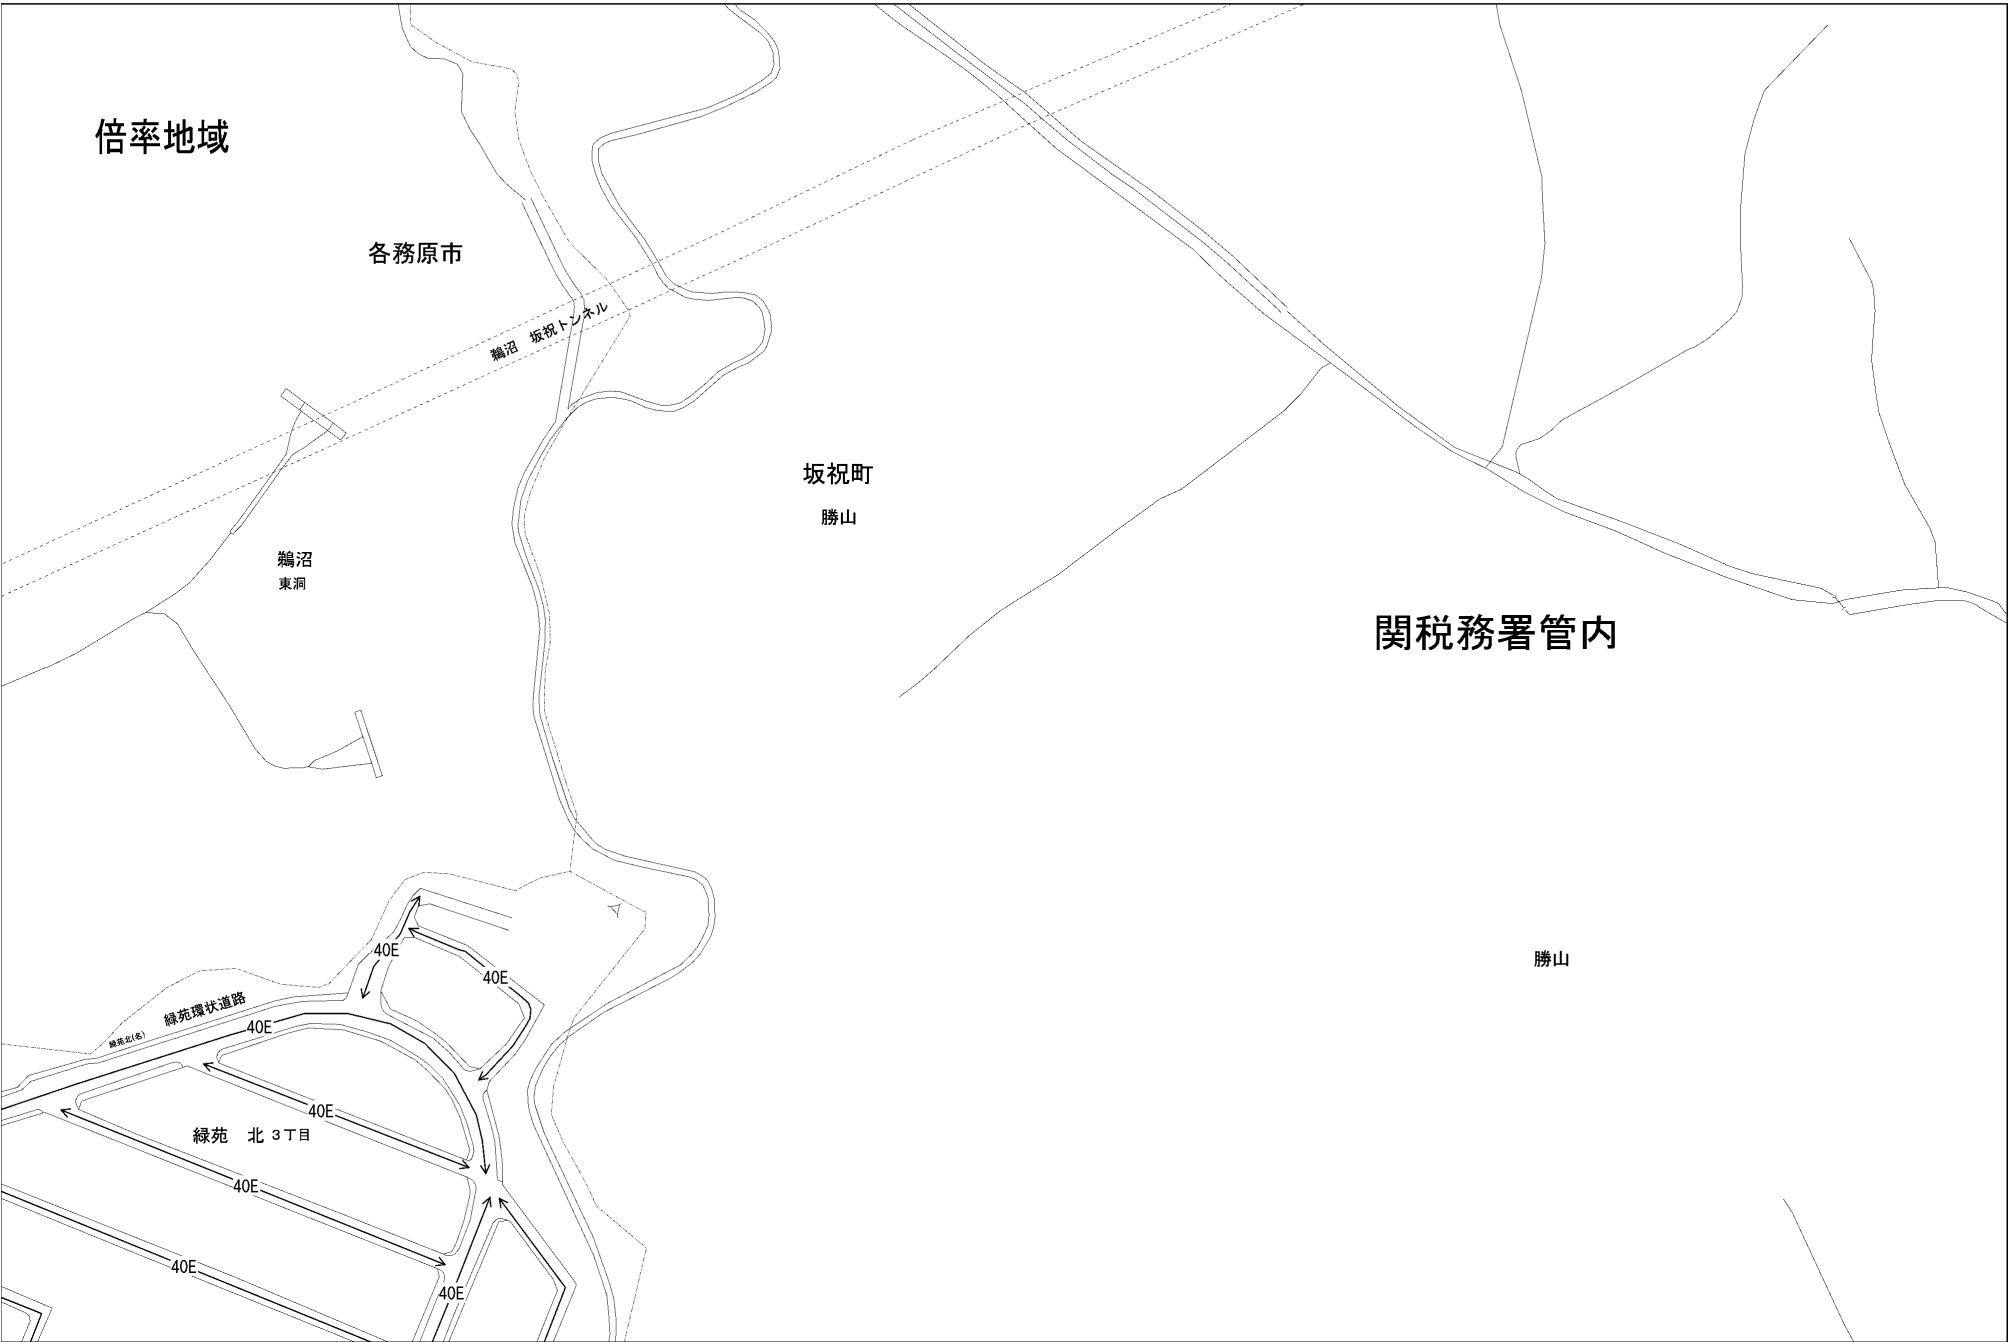 倍率地域
各務原市
鵜沼 坂祝トンネル
坂祝町
勝山
鵜沼
東洞
関税務署管内
40E
40E
勝山
緑苑環状道路
40E
緑苑北(名)
40E
緑苑 北 3丁目
40E
40E
40E